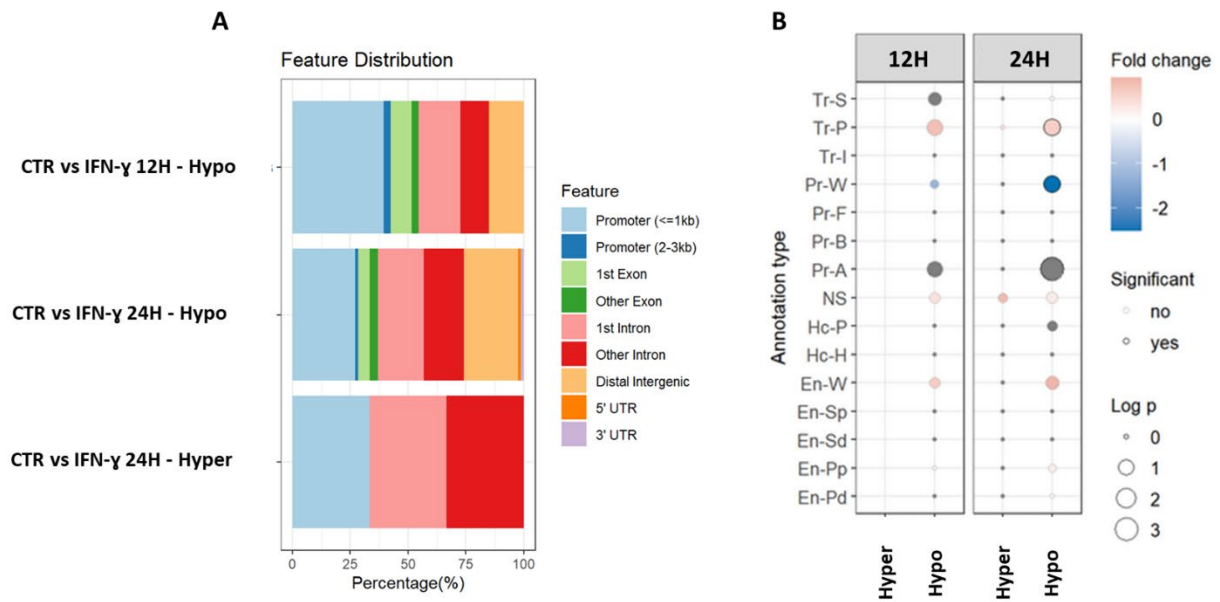 A
Feature Distribution
CTR vs IFN-ɣ 12H - Hypo
CTR vs IFN-ɣ 24H - Hypo
CTR vs IFN-ɣ 24H - Hyper
0 25 50 75 100
Percentage(%)
Feature
Promoter (<=1kb)
Promoter (2-3kb)
1st Exon
Other Exon
1st Intron
Other Intron
Distal Intergenic
5' UTR
3' UTR
B
12H 24H
Annotation type
Tr-S
Tr-P
Tr-I
Pr-W
Pr-F
Pr-B
Pr-A
NS
Hc-P
Hc-H
En-W
En-Sp
En-Sd
En-Pp
En-Pd
Hyper Hypo Hyper Hypo
Fold change
0
-1
-2
Significant
no
yes
Log p
0
1
2
3